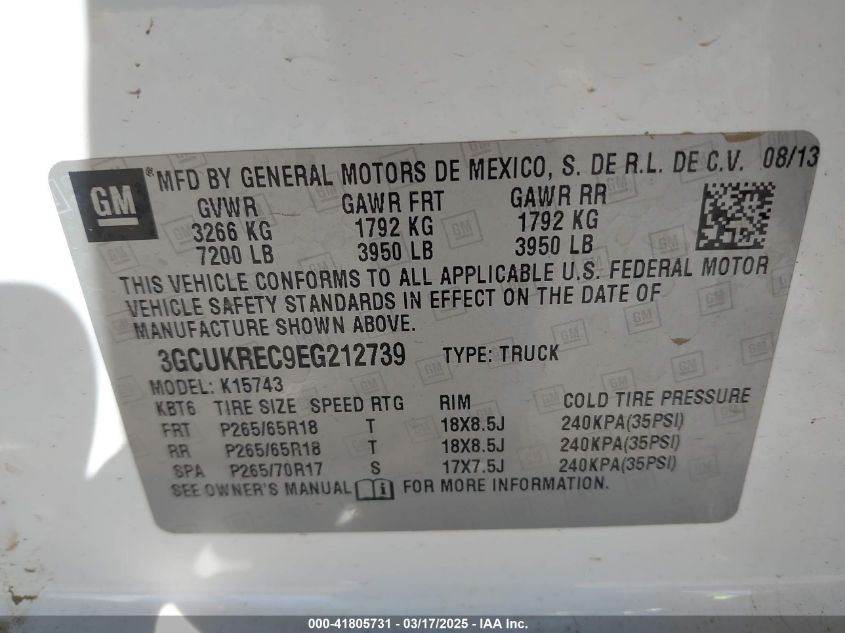 GM
®MFD BY GENERAL MOTORS DE MEXICO, S. DE R.L. DE C.V. 08/13
GVWR GAWR FRT GAWR RR
3266 KG 1792 KG 1792 KG
7200 LB 3950 LB 3950 LB
THIS VEHICLE CONFORMS TO ALL APPLICABLE U.S. FEDERAL MOTOR
VEHICLE SAFETY STANDARDS IN EFFECT ON THE DATE OF
MANUFACTURE SHOWN ABOVE.
3GCUKREC9EG212739 TYPE: TRUCK
MODEL: K15743
KBT6 TIRE SIZE SPEED RTG RIM COLD TIRE PRESSURE
FRT P265/65R18 T 18X8.5J 240KPA(35PSI)
RR P265/65R18 T 18X8.5J 240KPA(35PSI)
SPA P265/70R17 S 17X7.5J 240KPA(35PSI)
SEE OWNER'S MANUAL FOR MORE INFORMATION.
000-41805731 - 03/17/2025 - IAA Inc.